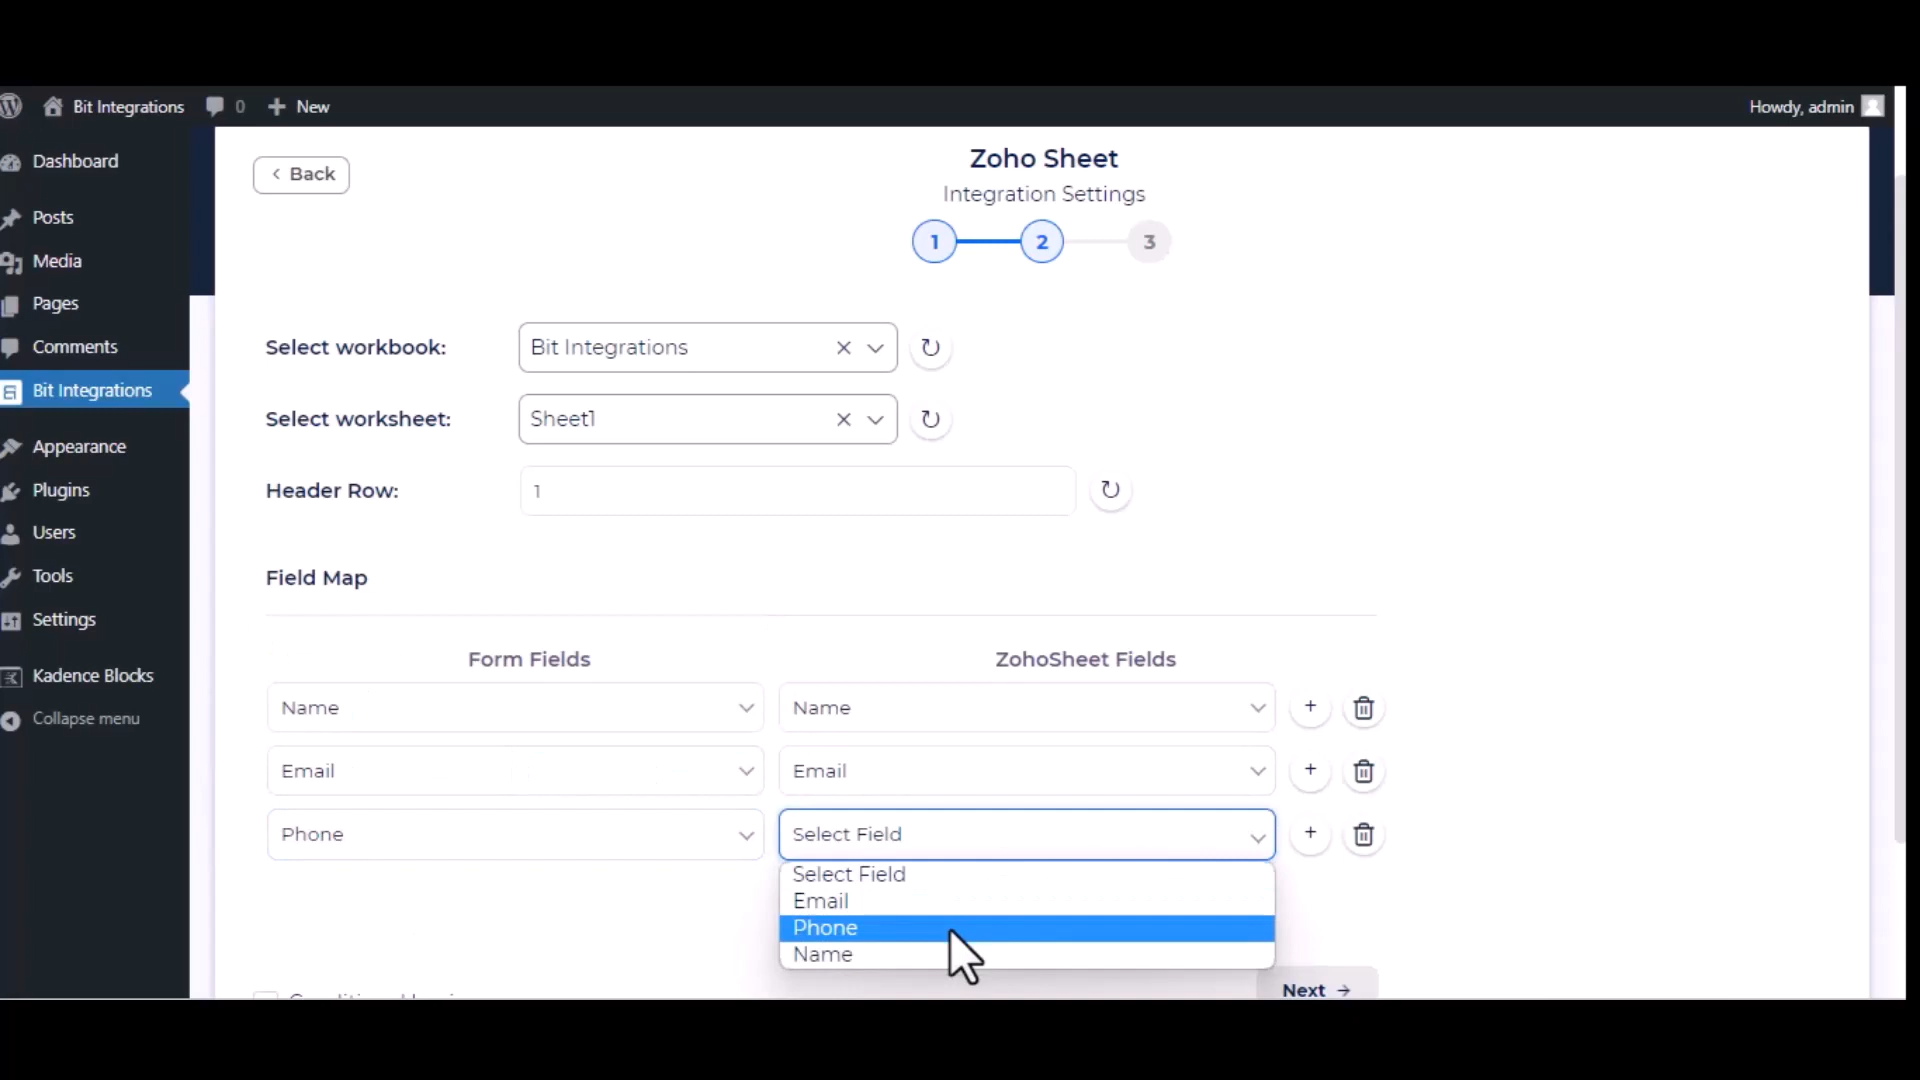 Bit Integrations 0 New Howdy, admin
Dashboard
Posts
Media
Pages
Comments
Bit Integrations
Appearance
Plugins
Users
Tools
Settings
Kadence Blocks
Collapse menu
Back
Zoho Sheet
Integration Settings
1 2 3
Select workbook: Bit Integrations
Select worksheet: Sheet1
Header Row: 1
Field Map
Form Fields ZohoSheet Fields
Name Name
Email Email
Phone Select Field
Select Field
Email
Phone
Name
Next